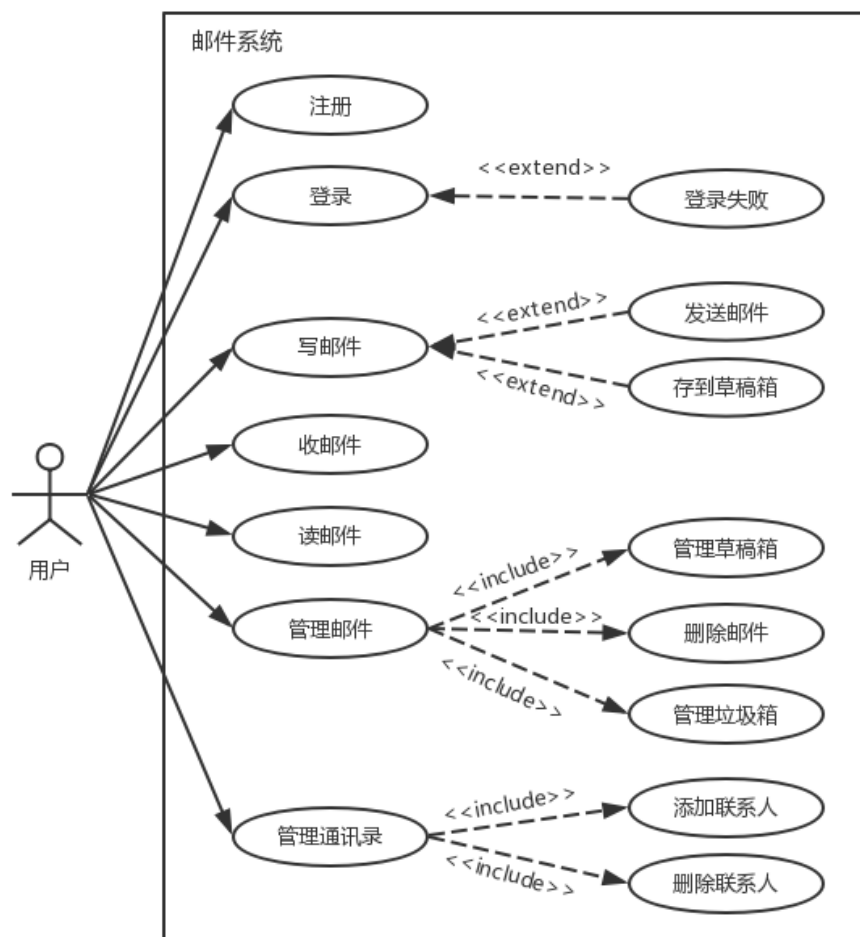 邮件系统
注册
<<extend>>
登录
登录失败
<<extend>>
发送邮件
写邮件
<<extend>>
存到草稿箱
收邮件
用户
读邮件
<<include>>
管理草稿箱
管理邮件
<<include>>
删除邮件
<<include>>
管理垃圾箱
<<include>>
添加联系人
管理通讯录
<<include>>
删除联系人